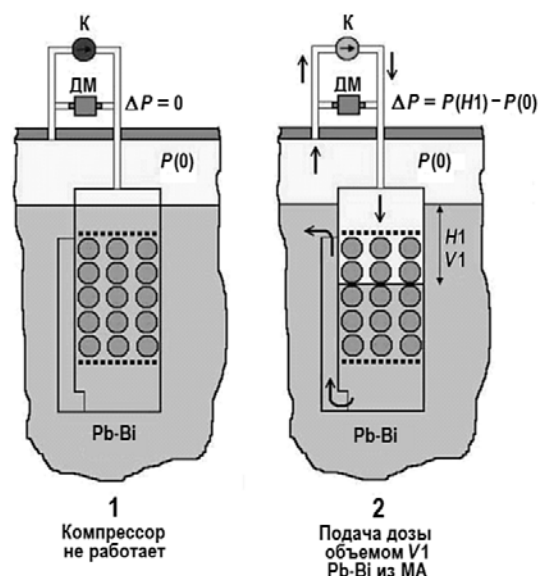 К
ДМ
ΔP = 0
P(0)
Pb-Bi
1
Компрессор
не работает
К
ДМ
ΔP = P(H1) − P(0)
P(0)
H1
V1
Pb-Bi
2
Подача дозы
объемом V1
Pb-Bi из МА